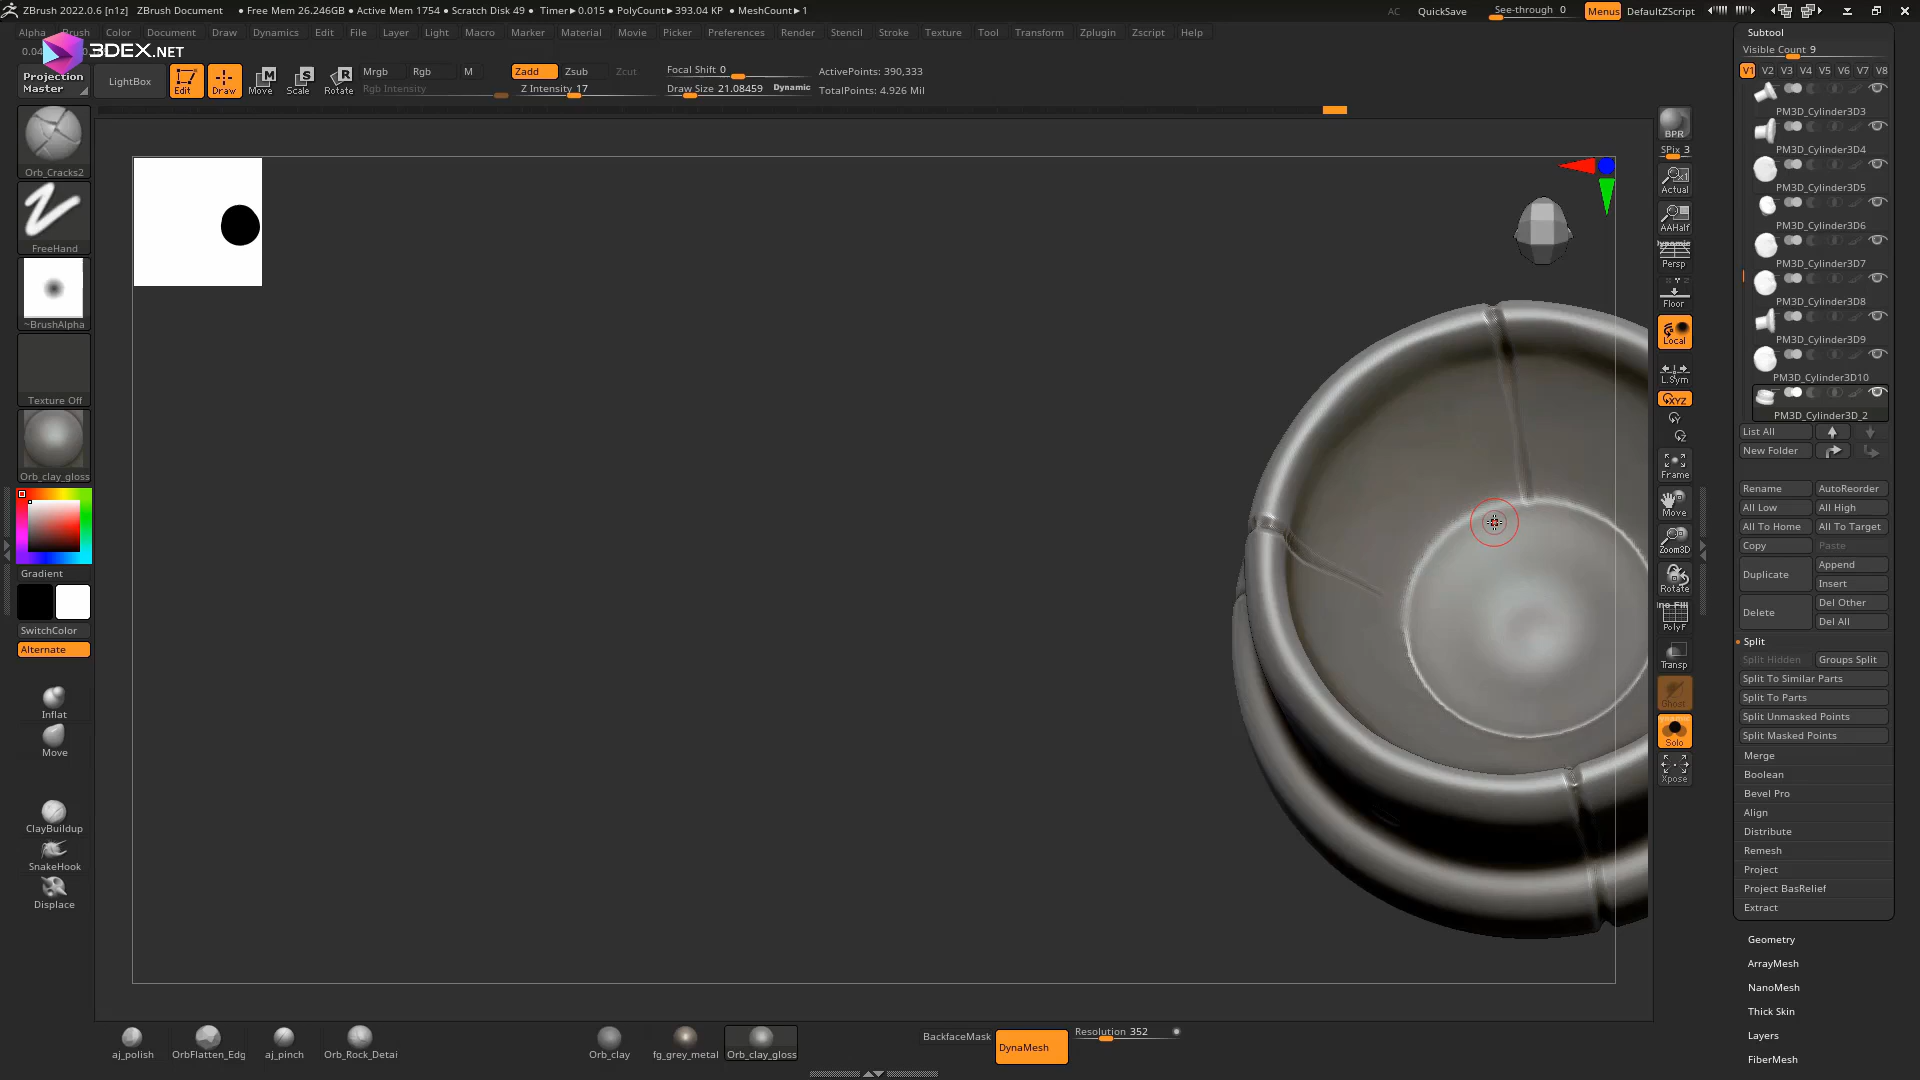 ZBrush 2022.0.6 [n1z] ZBrush Document ● Free Mem 26.246GB ● Active Mem 1754 ● Scratch Disk 49 ● Timer▶0.015 ● PolyCount▶393.04 KP ● MeshCount▶1 AC QuickSave See-through 0 Menus DefaultZScript
Alpha Brush Color Document Draw Dynamics Edit File Layer Light Macro Marker Material Movie Picker Preferences Render Stencil Stroke Texture Tool Transform Zplugin Zscript Help
3DEX.NET
Projection Master
LightBox
Edit Draw Move Scale Rotate
Mrgb Rgb M
Rgb Intensity
Zadd Zsub Zcut
Z Intensity 17
Focal Shift 0
Draw Size 21.08459 Dynamic
ActivePoints: 390,333
TotalPoints: 4.926 Mil
Orb_Cracks2
FreeHand
~BrushAlpha
Texture Off
Orb_clay_gloss
Gradient
SwitchColor
Alternate
Inflat
Move
ClayBuildup
SnakeHook
Displace
BPR
SPix 3
Actual
AAHalf
Dynamic
Persp
Floor
Local
L.Sym
XYZ
Y
Z
Frame
Move
Zoom3D
Rotate
PolyF
Transp
Ghost
Solo
Xpose
Subtool
Visible Count 9
V1 V2 V3 V4 V5 V6 V7 V8
PM3D_Cylinder3D3
PM3D_Cylinder3D4
PM3D_Cylinder3D5
PM3D_Cylinder3D6
PM3D_Cylinder3D7
PM3D_Cylinder3D8
PM3D_Cylinder3D9
PM3D_Cylinder3D10
PM3D_Cylinder3D_2
List All
New Folder
Rename AutoReorder
All Low All High
All To Home All To Target
Copy Paste
Duplicate Append
Insert
Delete Del Other
Del All
Split
Split Hidden Groups Split
Split To Similar Parts
Split To Parts
Split Unmasked Points
Split Masked Points
Merge
Boolean
Bevel Pro
Align
Distribute
Remesh
Project
Project BasRelief
Extract
Geometry
ArrayMesh
NanoMesh
Thick Skin
Layers
FiberMesh
aj_polish OrbFlatten_Edg aj_pinch Orb_Rock_Detai Orb_clay fg_grey_metal Orb_clay_gloss
BackfaceMask DynaMesh Resolution 352